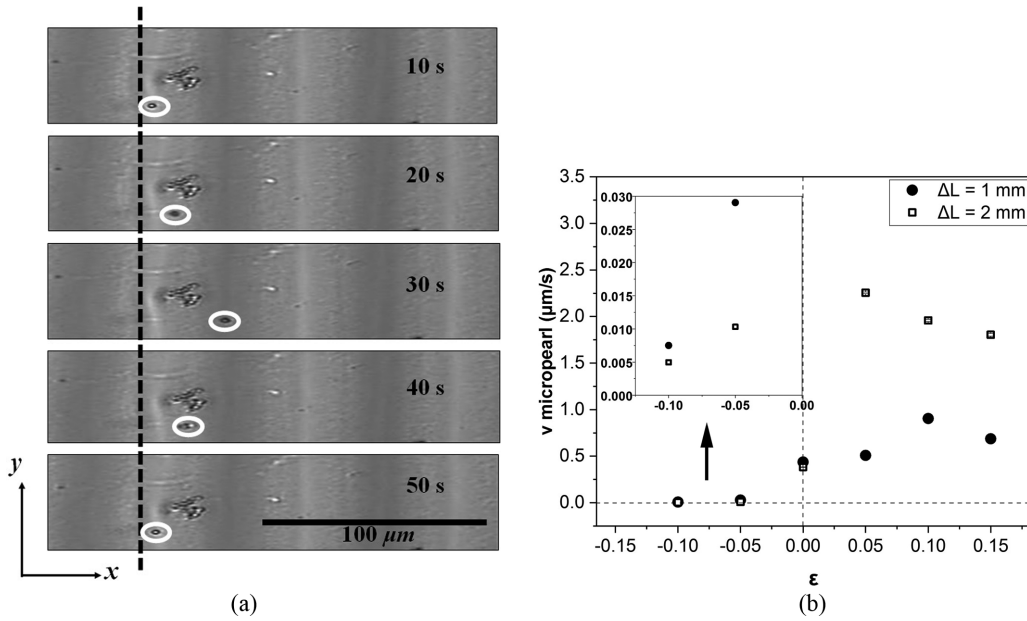 10 s
20 s
30 s
40 s
50 s
100 µm
y
x
(a)
v micropearl (µm/s)
3.5
3.0
2.5
2.0
1.5
1.0
0.5
0.0
-0.15 -0.10 -0.05 0.00 0.05 0.10 0.15
ε
ΔL = 1 mm
ΔL = 2 mm
0.030
0.025
0.020
0.015
0.010
0.005
0.000
-0.10 -0.05 0.00
(b)